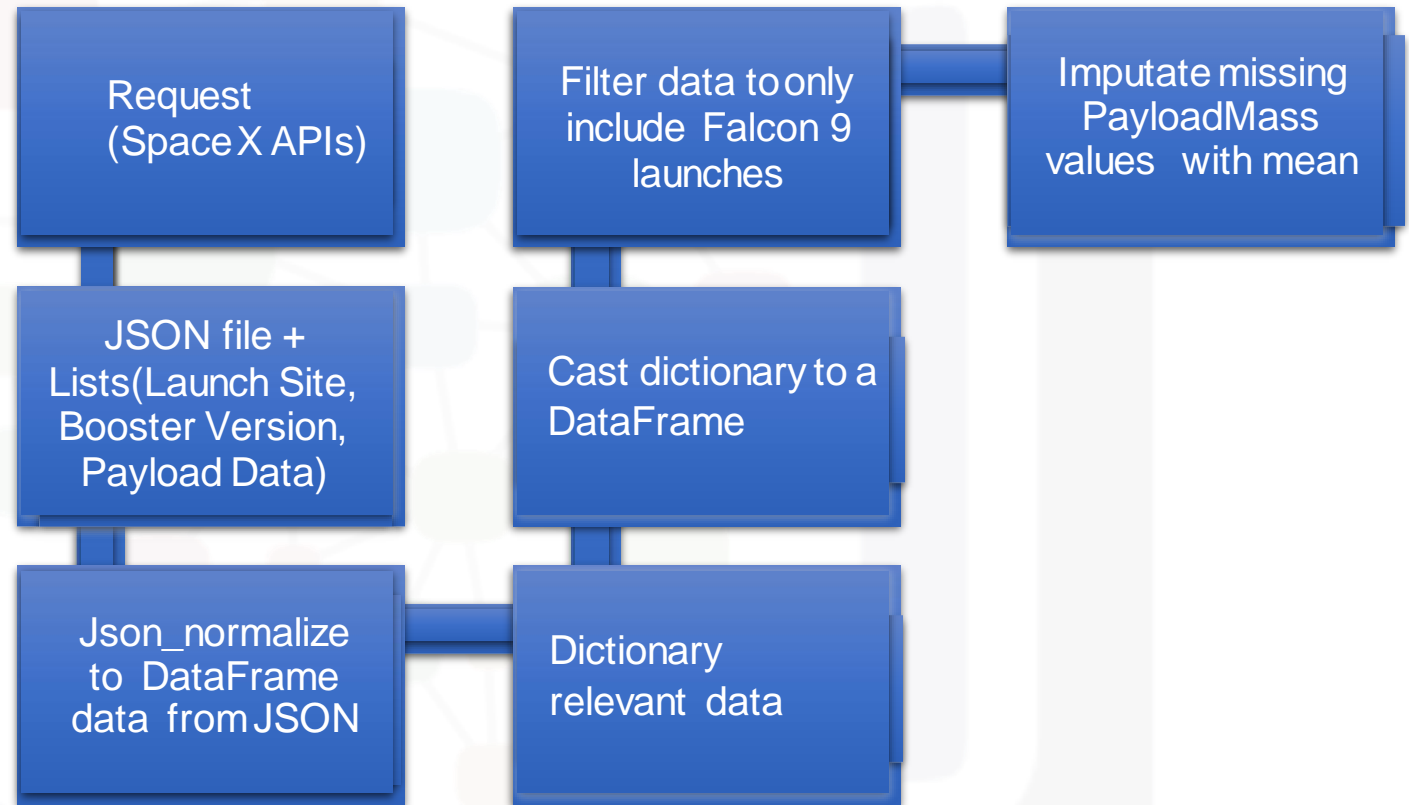 Request
(Space X APIs)
JSON file +
Lists(Launch Site,
Booster Version,
Payload Data)
Json_normalize
to DataFrame
data from JSON
Dictionary
relevant data
Cast dictionary to a
DataFrame
Filter data to only
include Falcon 9
launches
Imputate missing
PayloadMass
values with mean